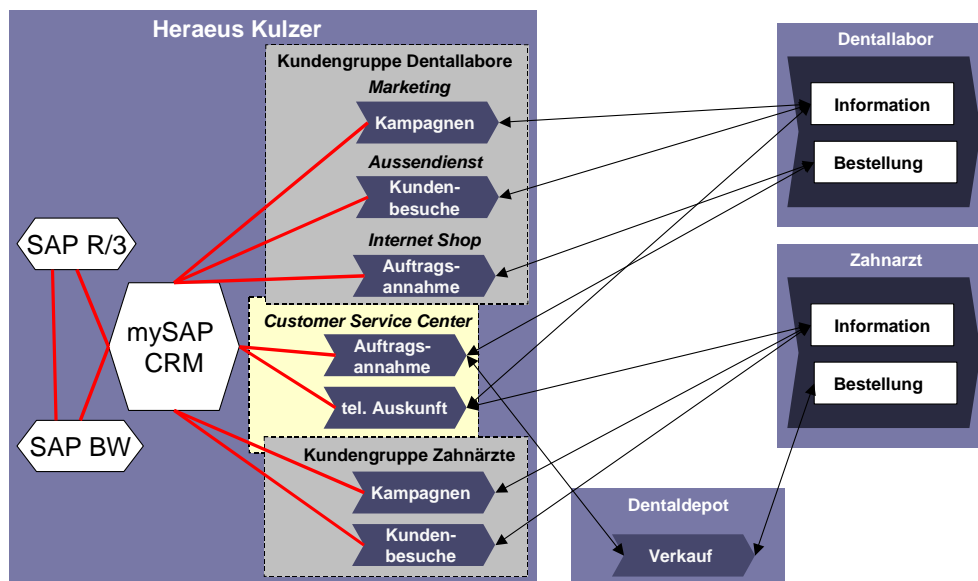 Heraeus Kulzer
Kundengruppe Dentallabore
Marketing
Kampagnen
Aussendienst
Kunden-
besuche
Internet Shop
Auftrags-
annahme
SAP R/3
mySAP
CRM
SAP BW
Customer Service Center
Auftrags-
annahme
tel. Auskunft
Kundengruppe Zahnärzte
Kampagnen
Kunden-
besuche
Dentallabor
Information
Bestellung
Zahnarzt
Information
Bestellung
Dentaldepot
Verkauf